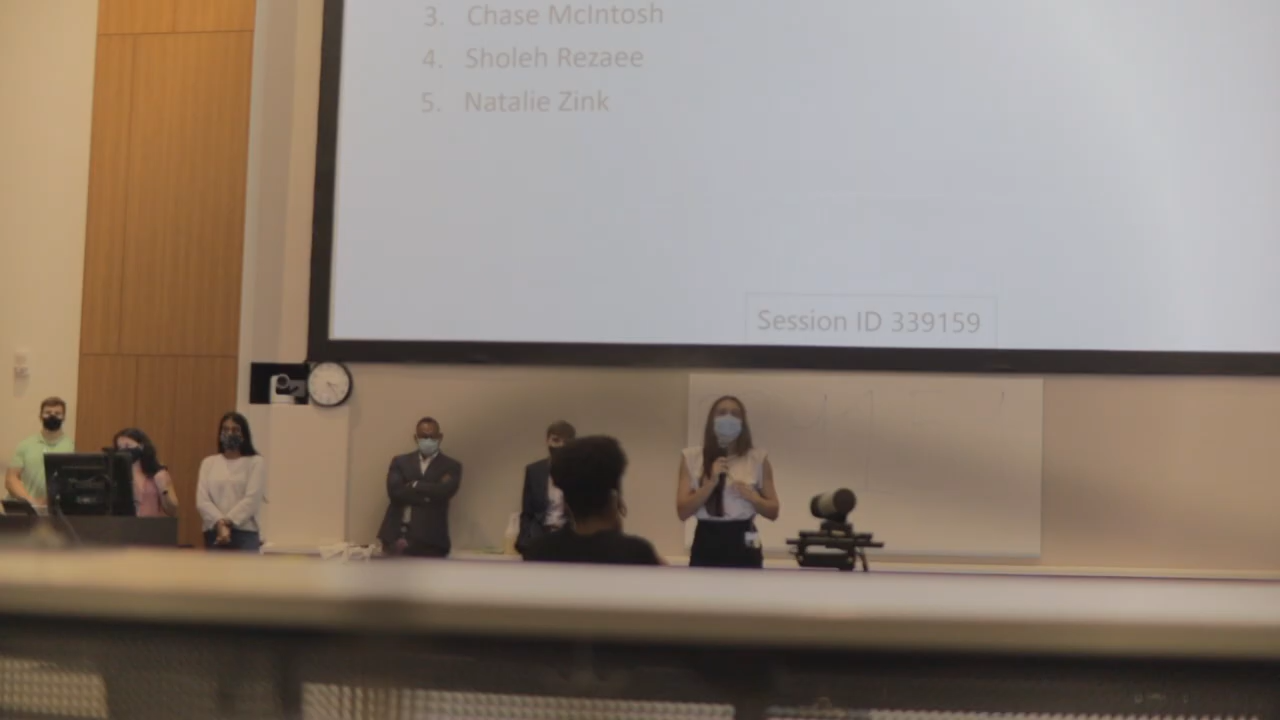 3. Chase McIntosh
4. Sholeh Rezaee
5. Natalie Zink
Session ID 339159